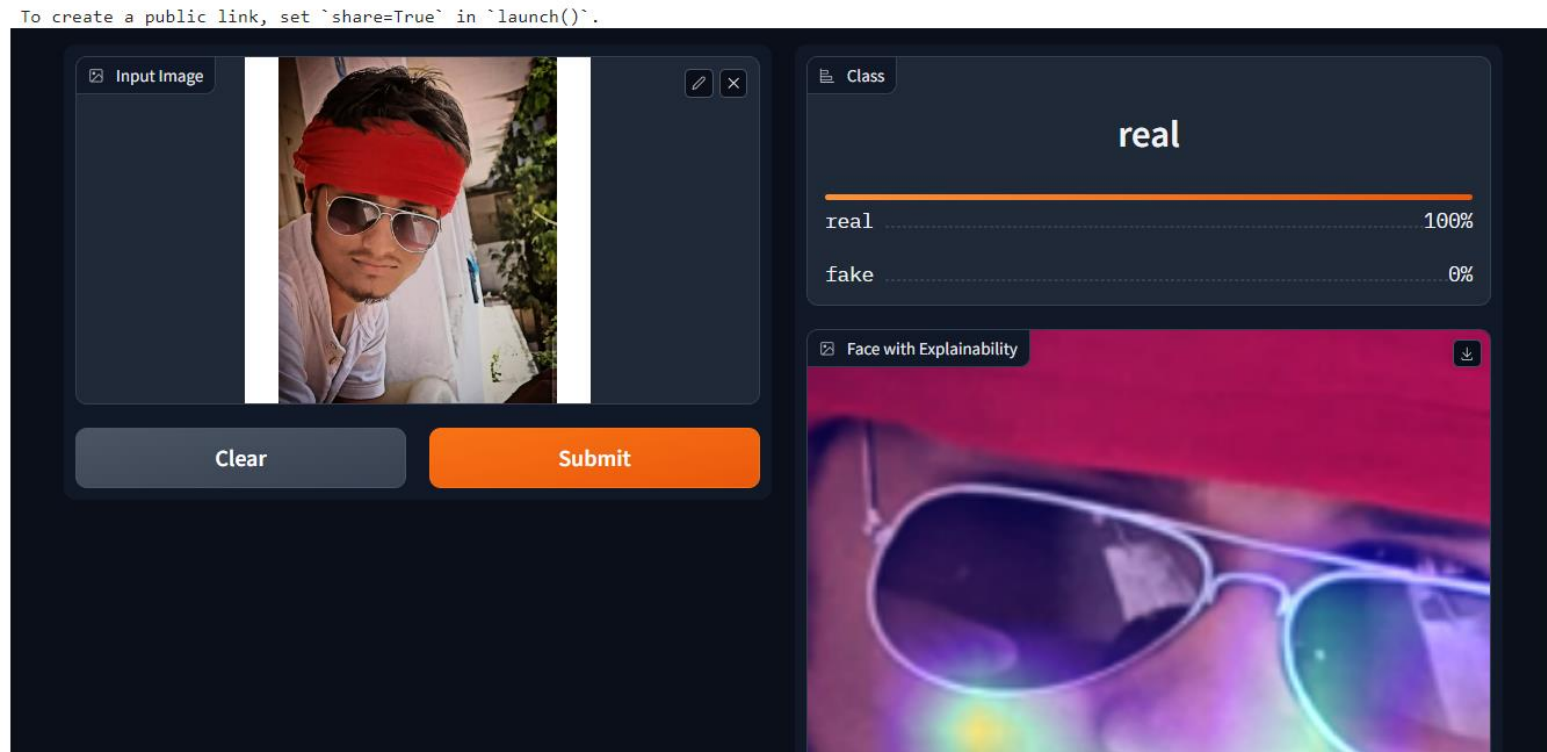 To create a public link, set `share=True` in `launch()`.
Input Image
Clear
Submit
Class
real
real 100%
fake 0%
Face with Explainability